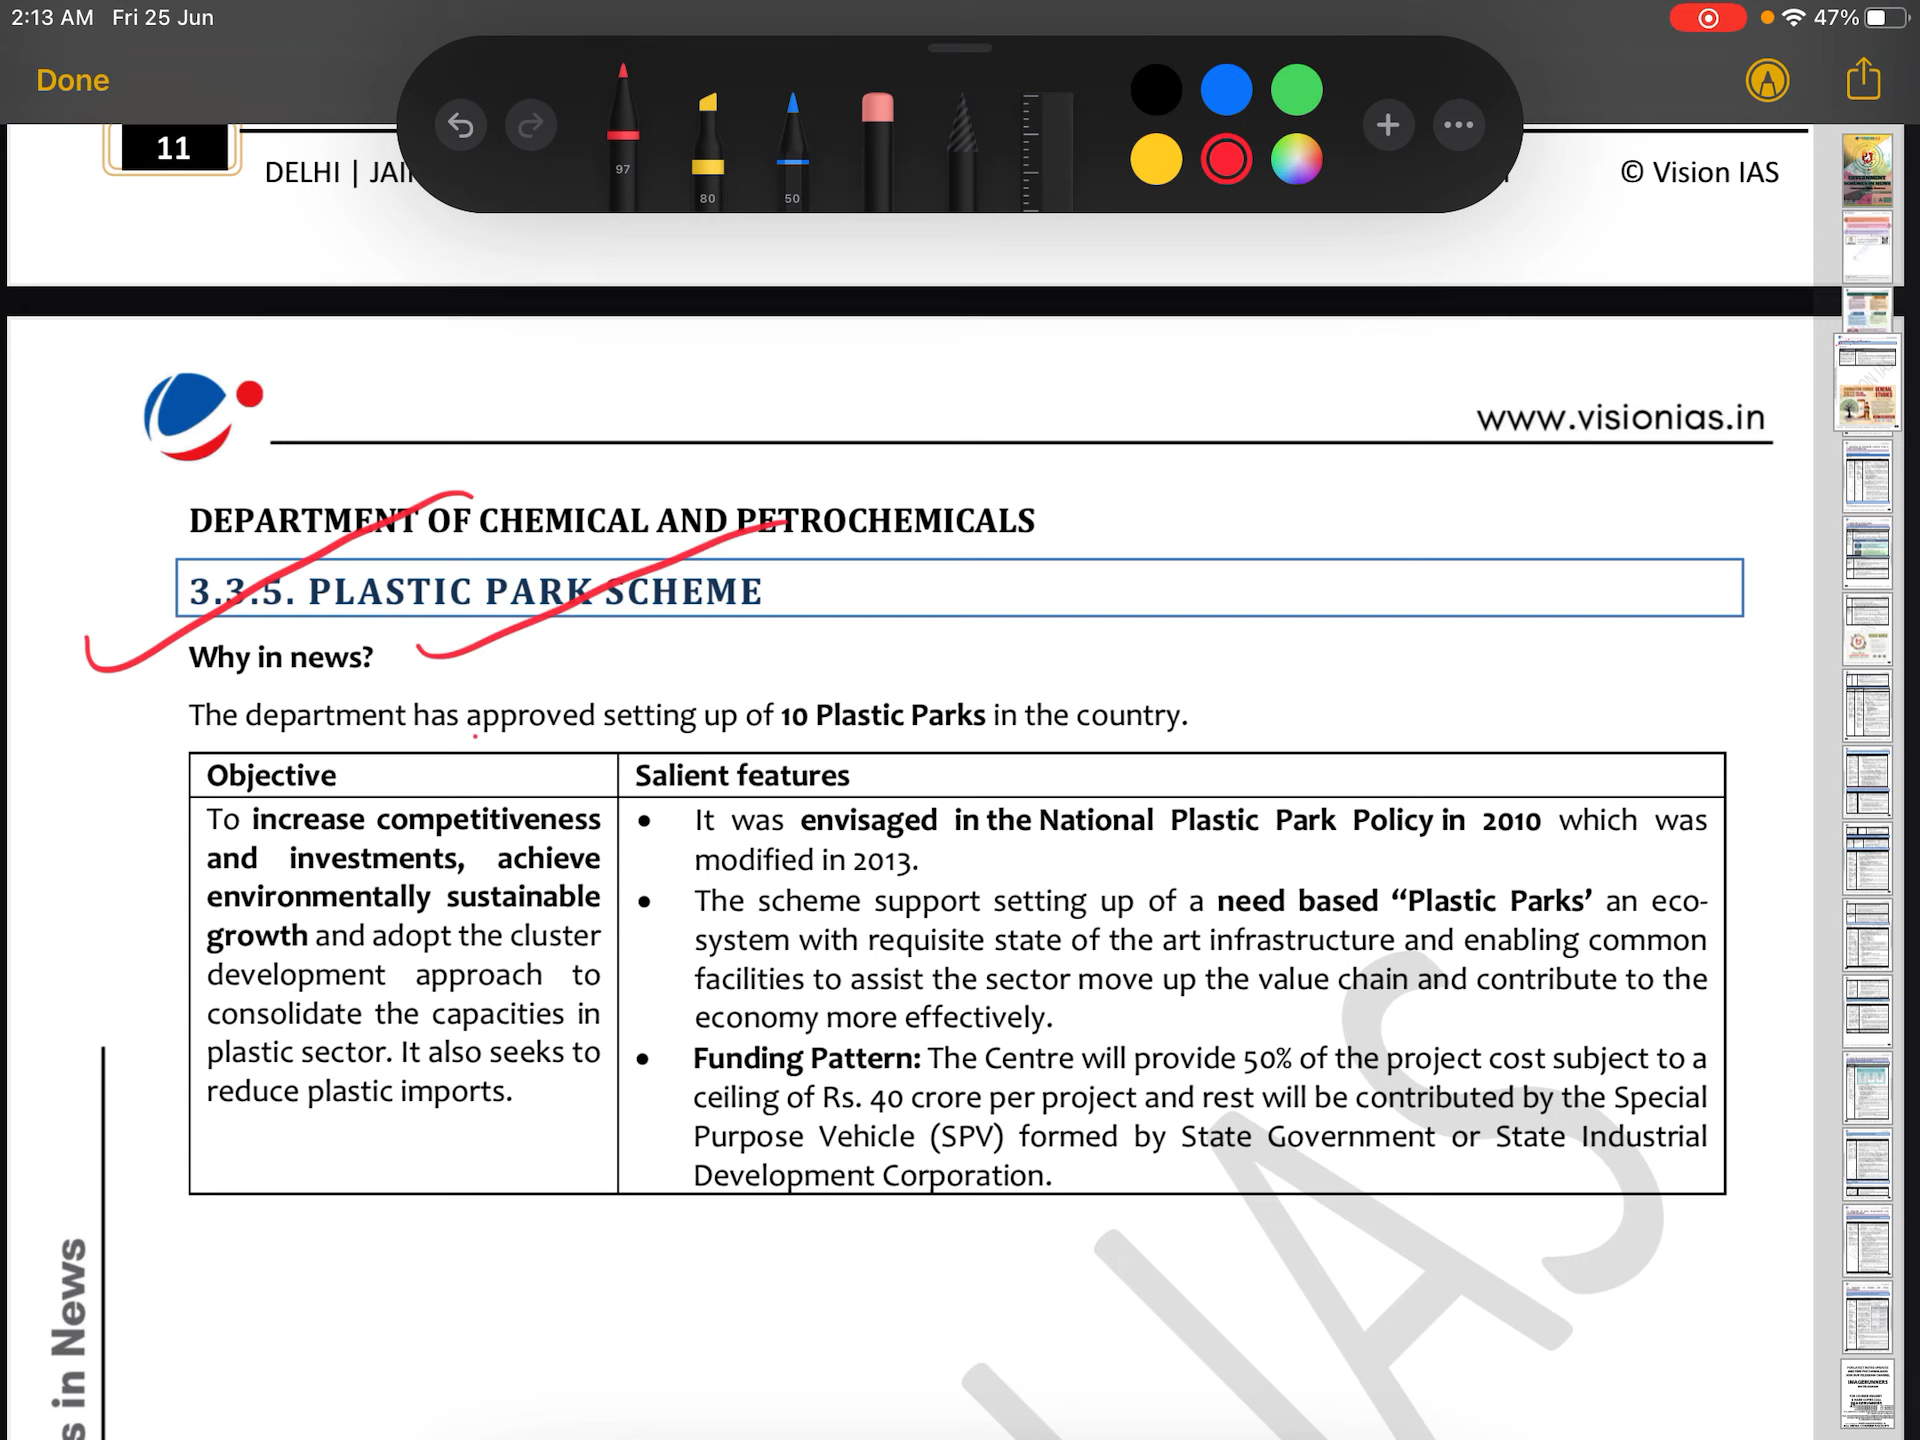 2:13 AM Fri 25 Jun
47%
Done
97
80
50
11
DELHI |
© Vision IAS
www.visionias.in
DEPARTMENT OF CHEMICAL AND PETROCHEMICALS
3.3.5. PLASTIC PARK SCHEME
Why in news?
The department has approved setting up of 10 Plastic Parks in the country.
Objective
To increase competitiveness
and investments, achieve
environmentally sustainable
growth and adopt the cluster
development approach to
consolidate the capacities in
plastic sector. It also seeks to
reduce plastic imports.
Salient features
• It was envisaged in the National Plastic Park Policy in 2010 which was
modified in 2013.
• The scheme support setting up of a need based “Plastic Parks’ an eco-
system with requisite state of the art infrastructure and enabling common
facilities to assist the sector move up the value chain and contribute to the
economy more effectively.
• Funding Pattern: The Centre will provide 50% of the project cost subject to a
ceiling of Rs. 40 crore per project and rest will be contributed by the Special
Purpose Vehicle (SPV) formed by State Government or State Industrial
Development Corporation.
s in News
IAS